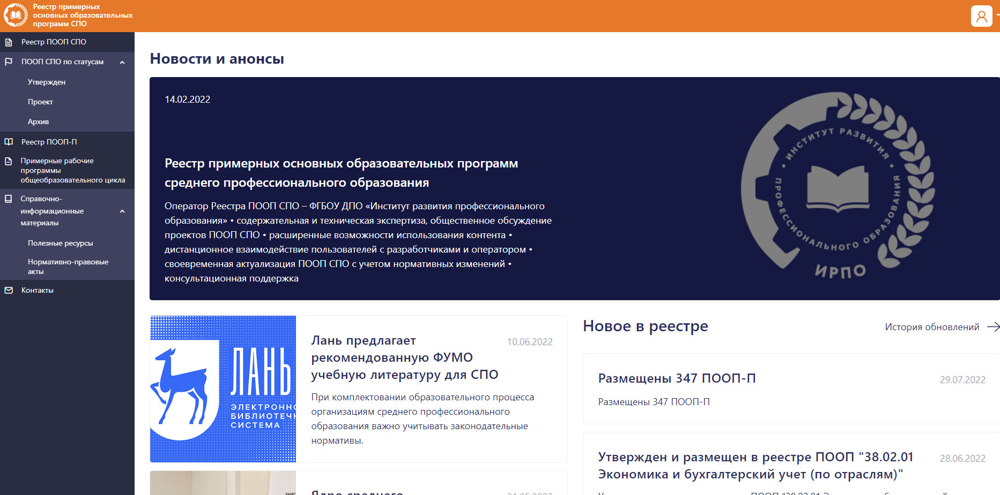 Реестр примерных
основных образовательных
программ СПО
Реестр ПООП СПО
ПООП СПО по статусам
Утвержден
Проект
Архив
Реестр ПООП-П
Примерные рабочие
программы
общеобразовательного цикла
Справочно-
информационные
материалы
Полезные ресурсы
Нормативно-правовые
акты
Контакты
Новости и анонсы
14.02.2022
Реестр примерных основных образовательных программ
среднего профессионального образования
Оператор Реестра ПООП СПО – ФГБОУ ДПО «Институт развития профессионального
образования» • содержательная и техническая экспертиза, общественное обсуждение
проектов ПООП СПО • расширенные возможности использования контента •
дистанционное взаимодействие пользователей с разработчиками и оператором •
своевременная актуализация ПООП СПО с учетом нормативных изменений •
консультационная поддержка
• ИНСТИТУТ РАЗВИТИЯ •
ПРОФЕССИОНАЛЬНОГО ОБРАЗОВАНИЯ
ИРПО
ЛАНЬ
ЭЛЕКТРОННО
БИБЛИОТЕЧН
СИСТЕМА
Лань предлагает
рекомендованную ФУМО
учебную литературу для СПО
10.06.2022
При комплектовании образовательного процесса
организациям среднего профессионального
образования важно учитывать законодательные
нормативы.
Ядро среднего
31.05.2022
Новое в реестре
История обновлений
Размещены 347 ПООП-П
29.07.2022
Размещены 347 ПООП-П
Утвержден и размещен в реестре ПООП "38.02.01
Экономика и бухгалтерский учет (по отраслям)"
28.06.2022